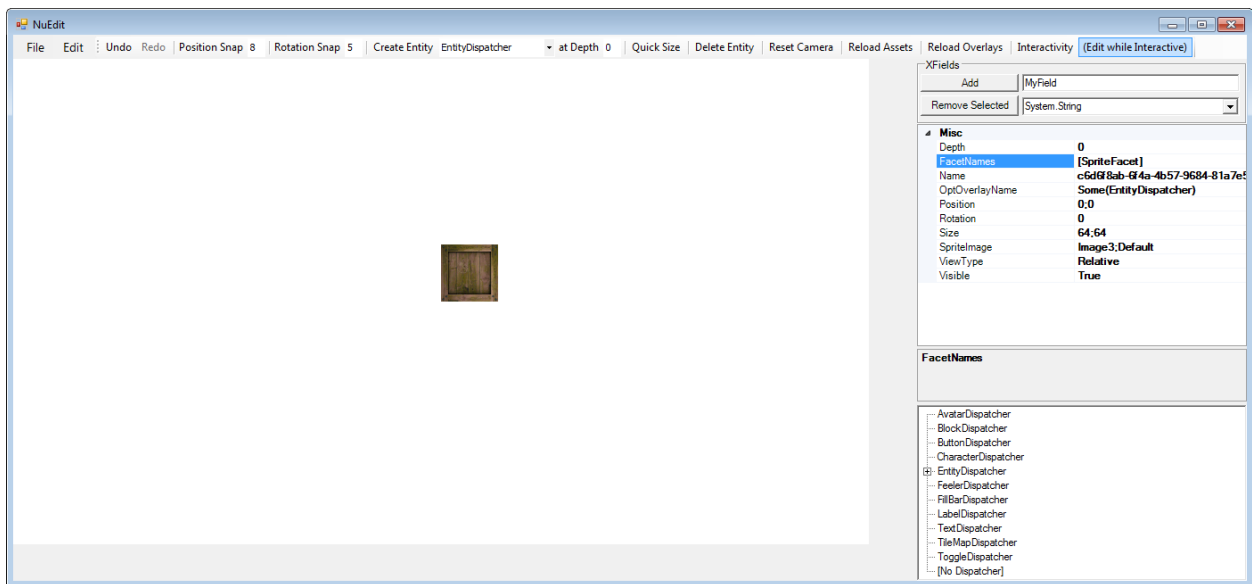 NuEdit
File Edit Undo Redo Position Snap 8 Rotation Snap 5 Create Entity EntityDispatcher at Depth 0 Quick Size Delete Entity Reset Camera Reload Assets Reload Overlays Interactivity (Edit while Interactive)
XFields
Add MyField
Remove Selected System.String
Misc
Depth 0
FacetNames [SpriteFacet]
Name c6d6f8ab-6f4a-4b57-9684-81a7e5
OptOverlayName Some(EntityDispatcher)
Position 0;0
Rotation 0
Size 64;64
SpriteImage Image3;Default
ViewType Relative
Visible True
FacetNames
AvatarDispatcher
BlockDispatcher
ButtonDispatcher
CharacterDispatcher
EntityDispatcher
FeelerDispatcher
FillBarDispatcher
LabelDispatcher
TextDispatcher
TileMapDispatcher
ToggleDispatcher
[No Dispatcher]